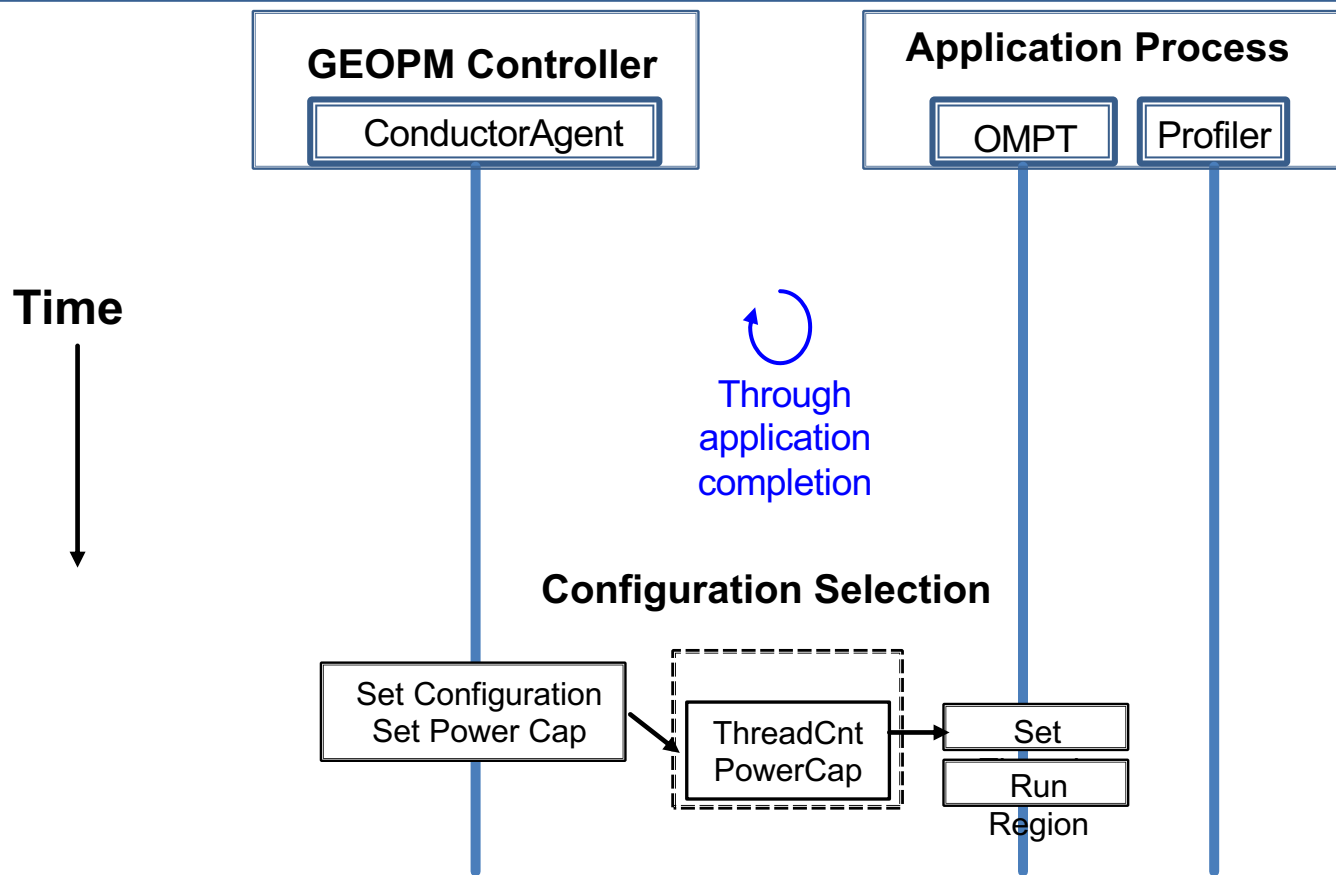 GEOPM Controller
Application Process
ConductorAgent
OMPT
Profiler
Time
Through
application
completion
Configuration Selection
Set Configuration
Set Power Cap
ThreadCnt
PowerCap
Set
Run
Region